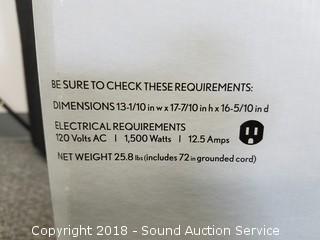 BE SURE TO CHECK THESE REQUIREMENTS:
DIMENSIONS 13-1/10 in w x 17-7/10 in h x 16-5/10 in d
ELECTRICAL REQUIREMENTS
120 Volts AC | 1,500 Watts | 12.5 Amps
NET WEIGHT 25.8 lbs (includes 72 in grounded cord)
Copyright 2018 - Sound Auction Service